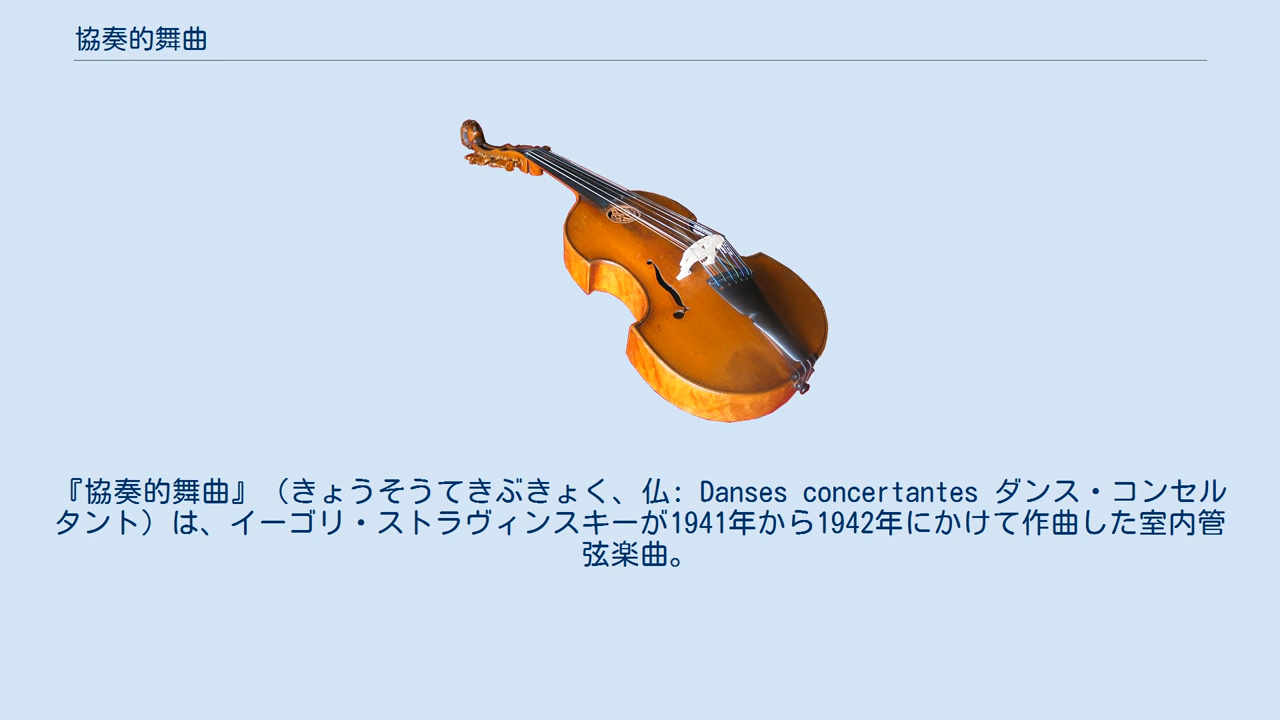 協奏的舞曲
『協奏的舞曲』（きょうそうてきぶきょく、仏: Danses concertantes ダンス・コンセル
タント）は、イーゴリ・ストラヴィンスキーが1941年から1942年にかけて作曲した室内管
弦楽曲。